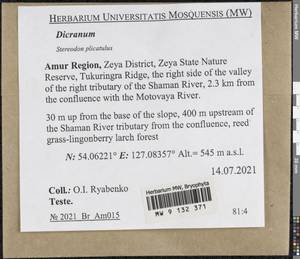 HERBARIUM UNIVERSITATIS MOSQUENSIS (MW)
Dicranum
Stereodon plicatulus
Amur Region, Zeya District, Zeya State Nature
Reserve, Tukuringra Ridge, the right side of the valley
of the right tributary of the Shaman River, 2.3 km from
the confluence with the Motovaya River.
30 m up from the base of the slope, 400 m upstream of
the Shaman River tributary from the confluence, reed
grass-lingonberry larch forest
N: 54.06221° E: 127.08357° Alt.= 545 m a.s.l.
14.07.2021
Coll.: O.I. Ryabenko
Teste.
№ 2021 Br_Am015
Herbarium MW, Bryophyta
MW 9 132 371
81:4